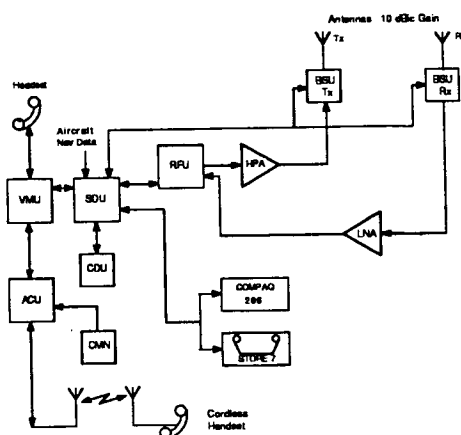 Antennas 10 dBic Gain
Tx
R
Headset
BSU
Tx
BSU
Rx
Aircraft
Nav Data
RFU
HPA
VMU
SDU
LNA
CDU
ACU
COMPAQ
286
CMN
STORE 7
Cordless
Handset